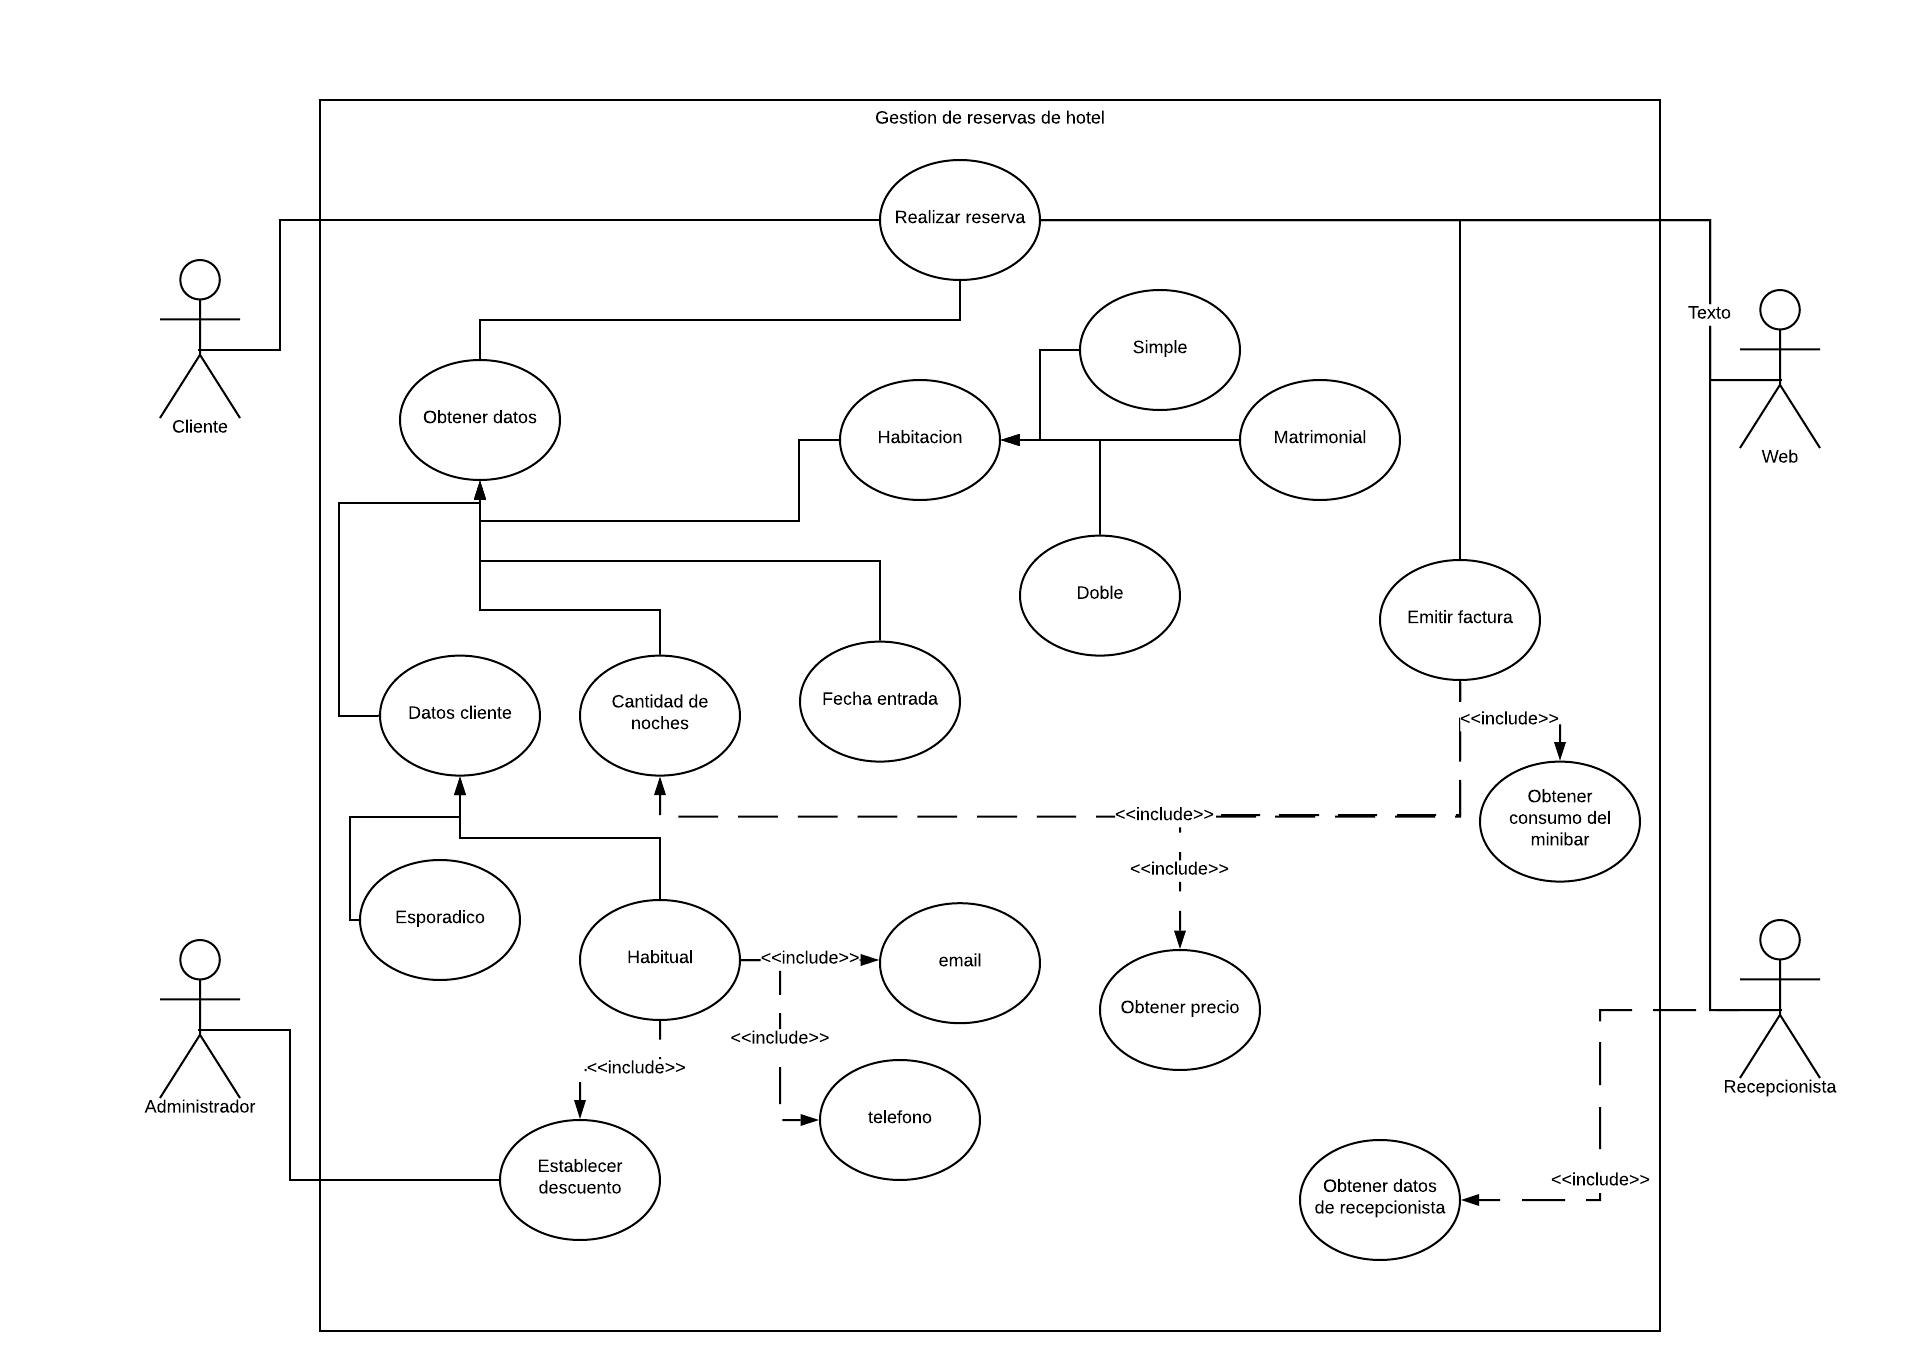 Gestion de reservas de hotel
Realizar reserva
Texto
Simple
Obtener datos
Cliente
Habitacion
Matrimonial
Web
Doble
Emitir factura
Datos cliente
Cantidad de
noches
Fecha entrada
<<include>>
Obtener
consumo del
minibar
<<include>>
<<include>>
Esporadico
Habitual
<<include>>
email
Obtener precio
<<include>>
<<include>>
Recepcionista
Administrador
telefono
Establecer
descuento
<<include>>
Obtener datos
de recepcionista